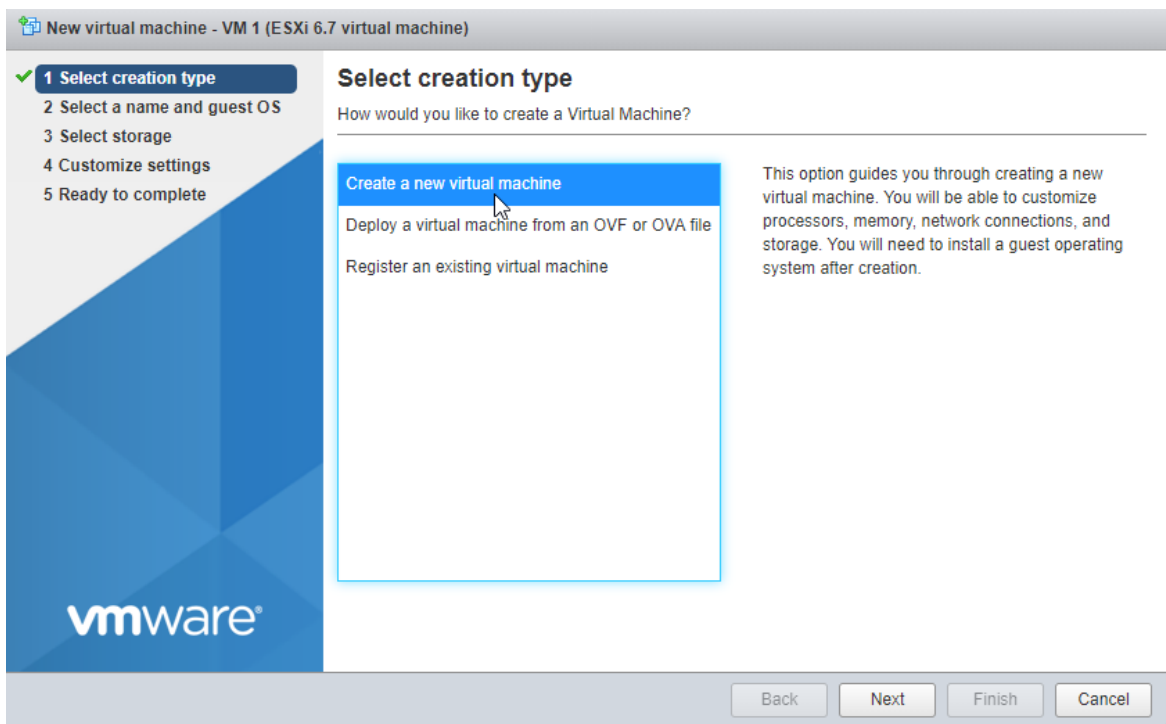 New virtual machine - VM 1 (ESXi 6.7 virtual machine)
1 Select creation type
2 Select a name and guest OS
3 Select storage
4 Customize settings
5 Ready to complete
Select creation type
How would you like to create a Virtual Machine?
Create a new virtual machine
Deploy a virtual machine from an OVF or OVA file
Register an existing virtual machine
This option guides you through creating a new
virtual machine. You will be able to customize
processors, memory, network connections, and
storage. You will need to install a guest operating
system after creation.
vmware®
Back Next Finish Cancel